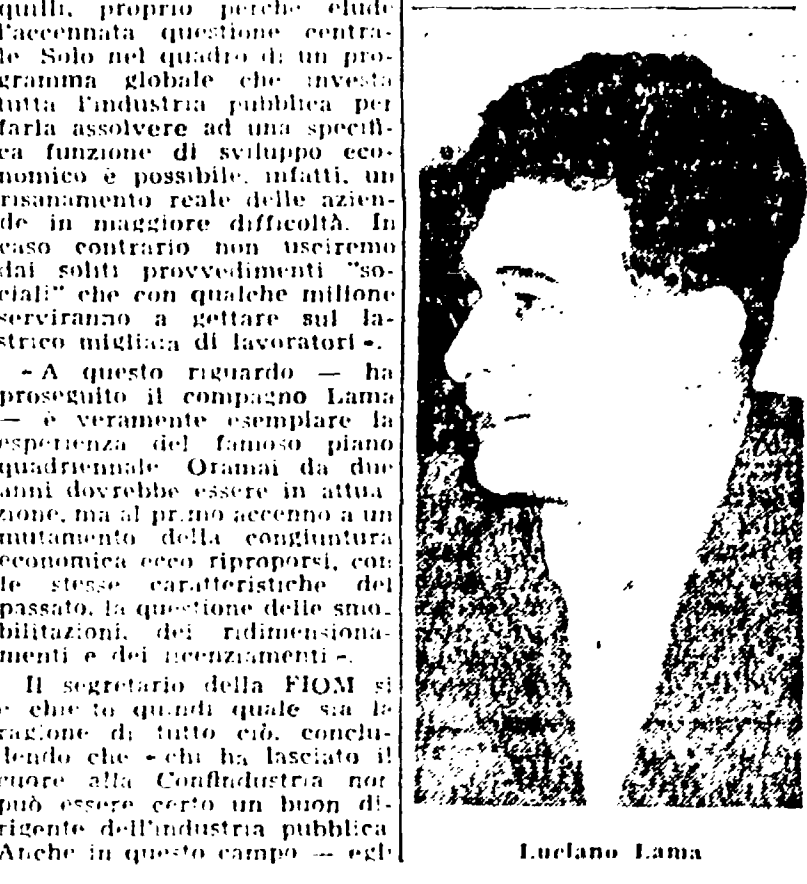 quilli, proprio perchè elude
l'accennata questione centra-
le Solo nel quadro di un pro-
gramma globale che investa
tutta l'industria pubblica per
farla assolvere ad una specifi-
ca funzione di sviluppo eco-
nomico è possibile, infatti, un
risanamento reale delle azien-
de in maggiore difficoltà. In
caso contrario non usciremo
dai soliti provvedimenti "so-
ciali" che con qualche milione
serviranno a gettare sul la-
strico migliaia di lavoratori ».
« A questo riguardo — ha
proseguito il compagno Lama
— è veramente esemplare la
esperienza del famoso piano
quadriennale Oramai da due
anni dovrebbe essere in attua
zione, ma al primo accenno a un
mutamento della congiuntura
economica ecco riproporsi, con
le stesse caratteristiche del
passato, la questione delle smo-
bilitazioni, dei ridimensiona-
menti e dei licenziamenti ».
Il segretario della FIOM si
è chiesto quindi quale sia la
ragione di tutto ciò, conclu-
dendo che « chi ha lasciato il
cuore alla Confindustria non
può essere certo un buon di-
rigente dell'industria pubblica
Anche in questo campo — egli
Luciano Lama